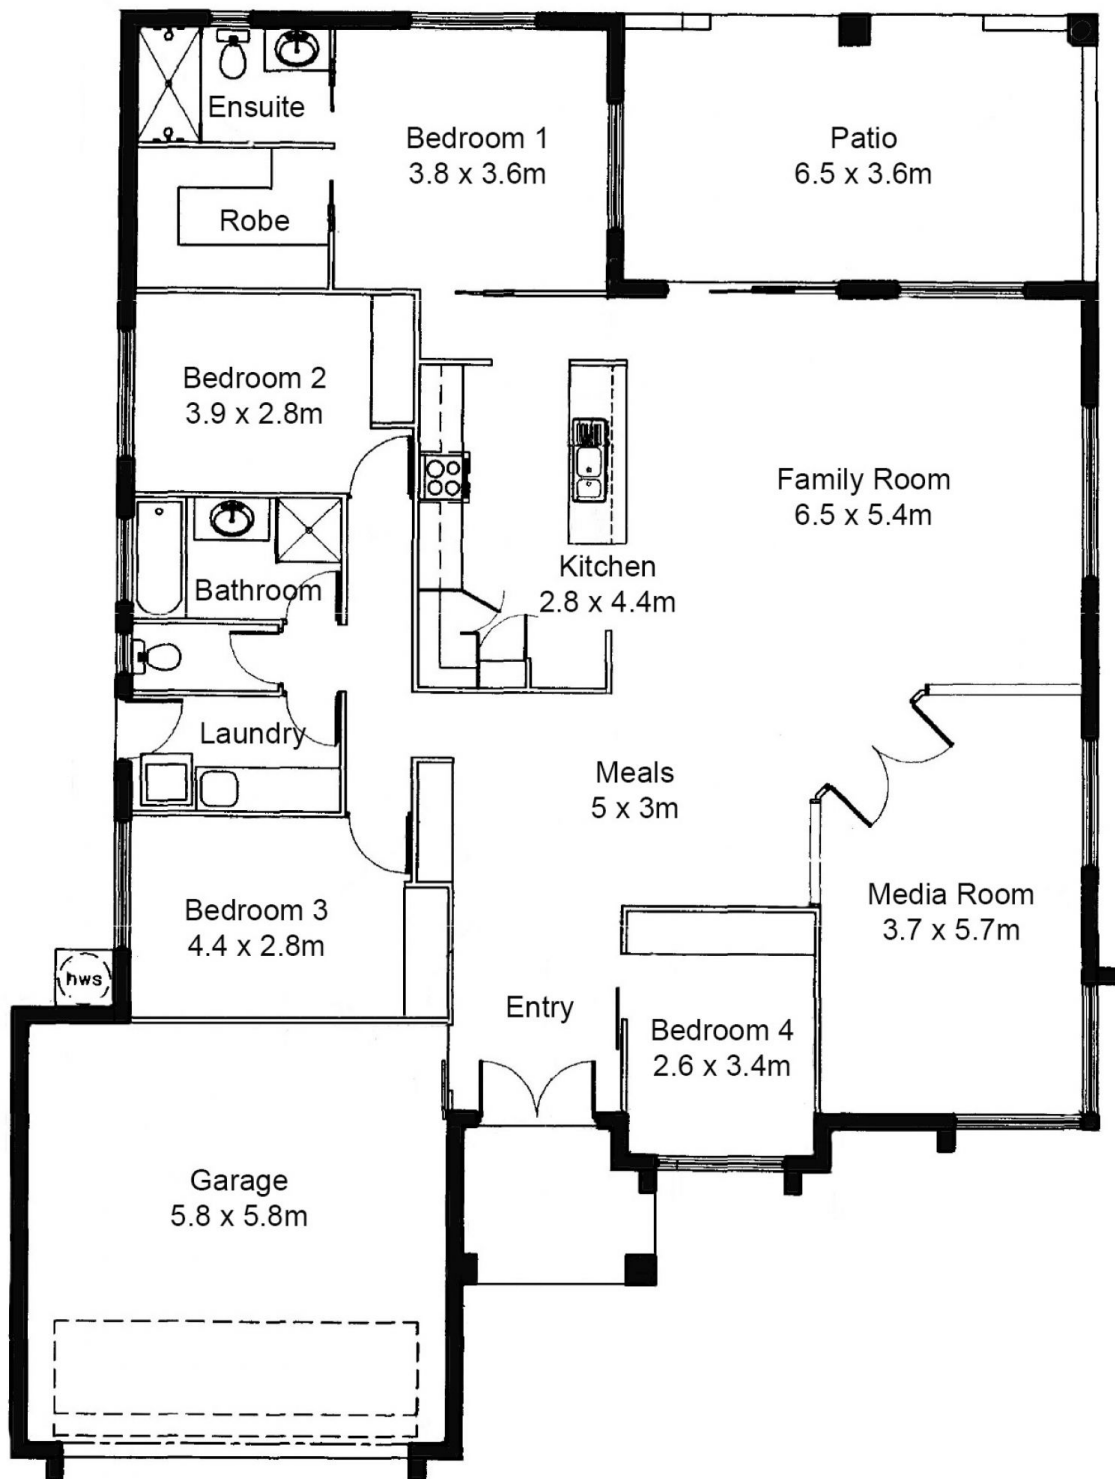 Ensuite
Bedroom 1
3.8 x 3.6m
Patio
6.5 x 3.6m
Robe
Bedroom 2
3.9 x 2.8m
Family Room
6.5 x 5.4m
Kitchen
2.8 x 4.4m
Bathroom
Laundry
Meals
5 x 3m
Media Room
3.7 x 5.7m
Bedroom 3
4.4 x 2.8m
hws
Entry
Bedroom 4
2.6 x 3.4m
Garage
5.8 x 5.8m